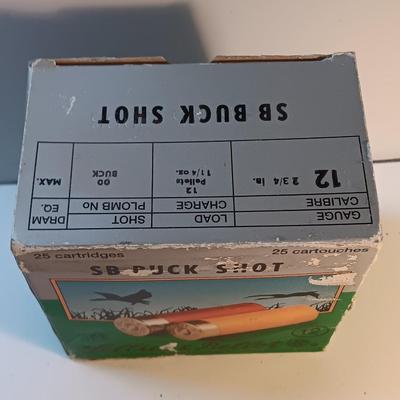 SB BUCK SHOT
12 2 3/4 in. 12 Pellets 1 1/4 oz. 00 BUCK MAX.
GAUGE LOAD SHOT DRAM
CALIBRE CHARGE PLOMB No EQ.
25 cartridges 25 cartouches
SB BUCK SHOT
12